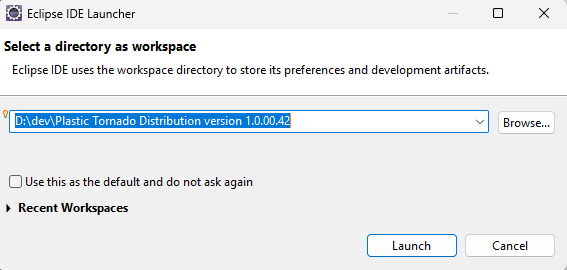 Eclipse IDE Launcher
Select a directory as workspace
Eclipse IDE uses the workspace directory to store its preferences and development artifacts.
D:\dev\Plastic Tornado Distribution version 1.0.00.42
Browse...
Use this as the default and do not ask again
Recent Workspaces
Launch
Cancel